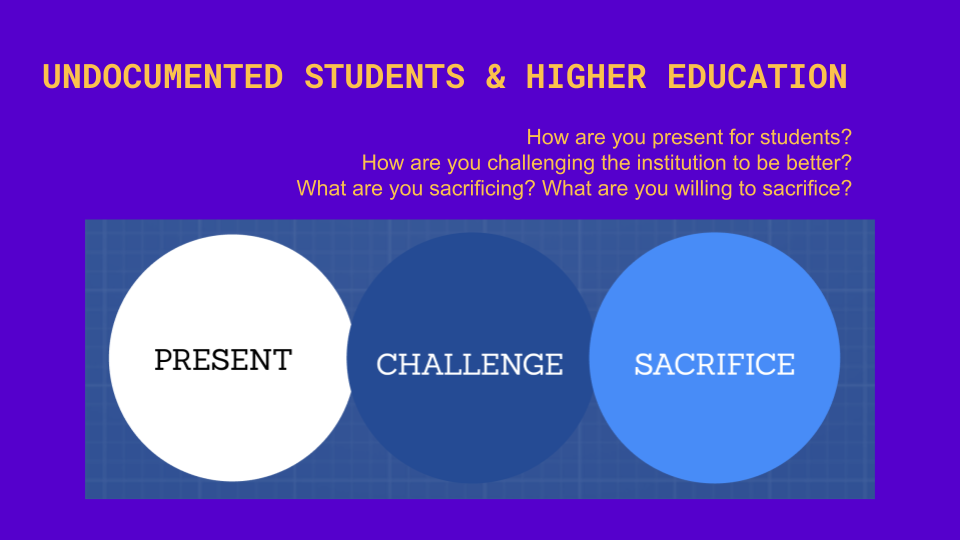 UNDOCUMENTED STUDENTS & HIGHER EDUCATION
How are you present for students?
How are you challenging the institution to be better?
What are you sacrificing? What are you willing to sacrifice?
PRESENT
CHALLENGE
SACRIFICE